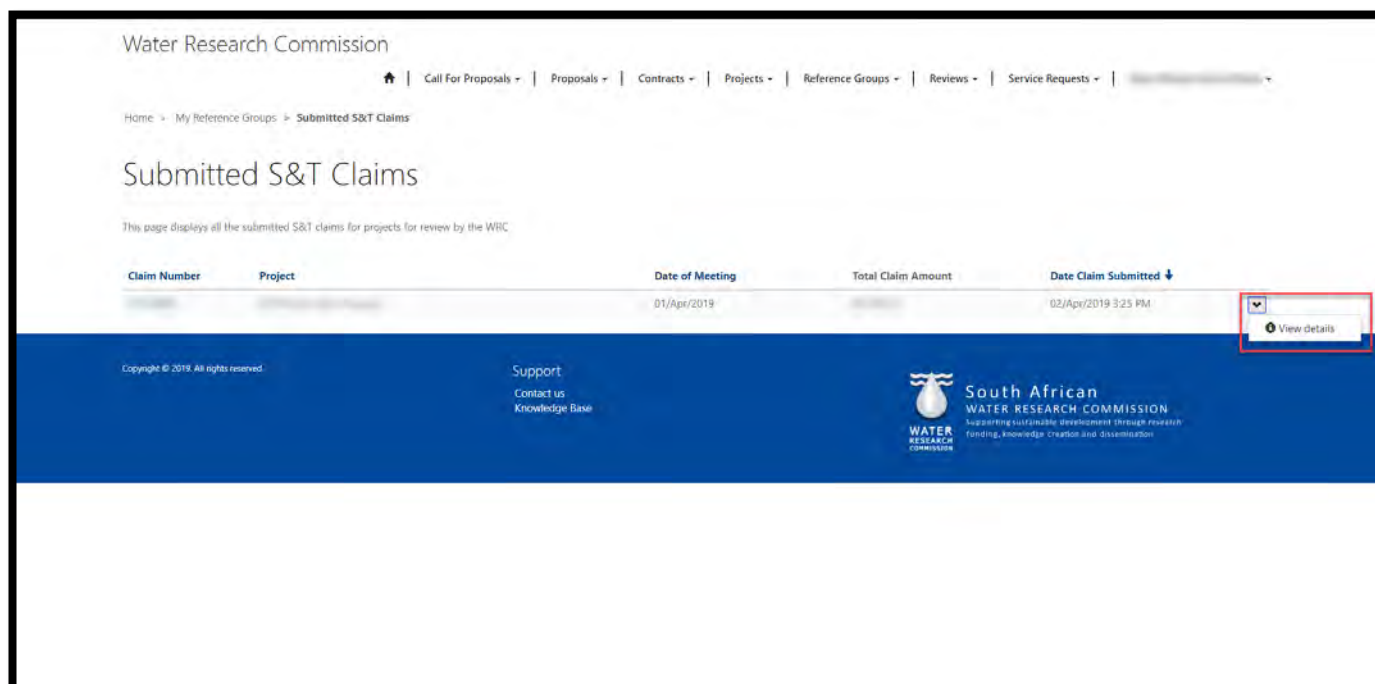 Water Research Commission
Call For Proposals | Proposals | Contracts | Projects | Reference Groups | Reviews | Service Requests |
Home > My Reference Groups > Submitted S&T Claims
Submitted S&T Claims
This page displays all the submitted S&T claims for projects for review by the WRC
Claim Number Project Date of Meeting Total Claim Amount Date Claim Submitted
01/Apr/2019 02/Apr/2019 3:25 PM
View details
Copyright © 2019. All rights reserved.
Support
Contact us
Knowledge Base
WATER
RESEARCH
COMMISSION
South African
WATER RESEARCH COMMISSION
Supporting sustainable development through research
funding, knowledge creation and dissemination